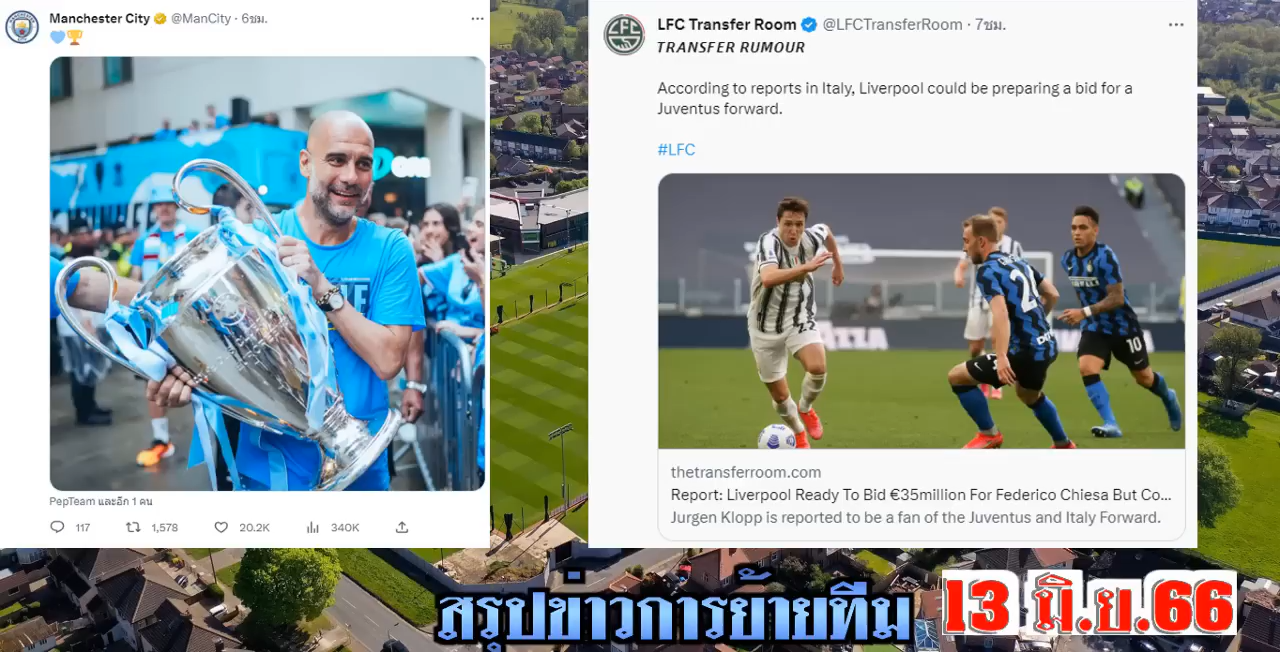 Manchester City @ManCity · 6ชม.
PepTeam และอีก 1 คน
117 1,578 20.2K 340K
LFC Transfer Room @LFCTransferRoom · 7ชม.
TRANSFER RUMOUR
According to reports in Italy, Liverpool could be preparing a bid for a
Juventus forward.
#LFC
22
24
10
thetransferroom.com
Report: Liverpool Ready To Bid €35million For Federico Chiesa But Co...
Jurgen Klopp is reported to be a fan of the Juventus and Italy Forward.
สรุปข่าวการย้ายทีม
13 มิ.ย.66